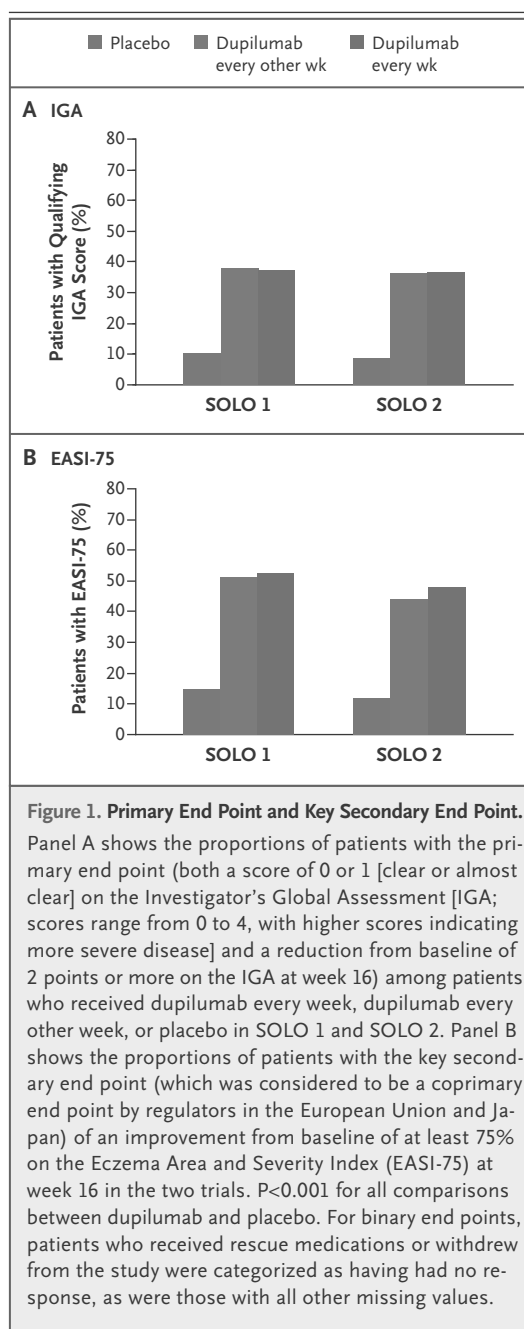 Placebo
Dupilumab
every other wk
Dupilumab
every wk
A IGA
Patients with Qualifying
IGA Score (%)
80
70
60
50
40
30
20
10
0
SOLO 1
SOLO 2
B EASI-75
Patients with EASI-75 (%)
80
70
60
50
40
30
20
10
0
SOLO 1
SOLO 2
Figure 1. Primary End Point and Key Secondary End Point.
Panel A shows the proportions of patients with the pri-
mary end point (both a score of 0 or 1 [clear or almost
clear] on the Investigator's Global Assessment [IGA;
scores range from 0 to 4, with higher scores indicating
more severe disease] and a reduction from baseline of
2 points or more on the IGA at week 16) among patients
who received dupilumab every week, dupilumab every
other week, or placebo in SOLO 1 and SOLO 2. Panel B
shows the proportions of patients with the key second-
ary end point (which was considered to be a coprimary
end point by regulators in the European Union and Ja-
pan) of an improvement from baseline of at least 75%
on the Eczema Area and Severity Index (EASI-75) at
week 16 in the two trials. P<0.001 for all comparisons
between dupilumab and placebo. For binary end points,
patients who received rescue medications or withdrew
from the study were categorized as having had no re-
sponse, as were those with all other missing values.